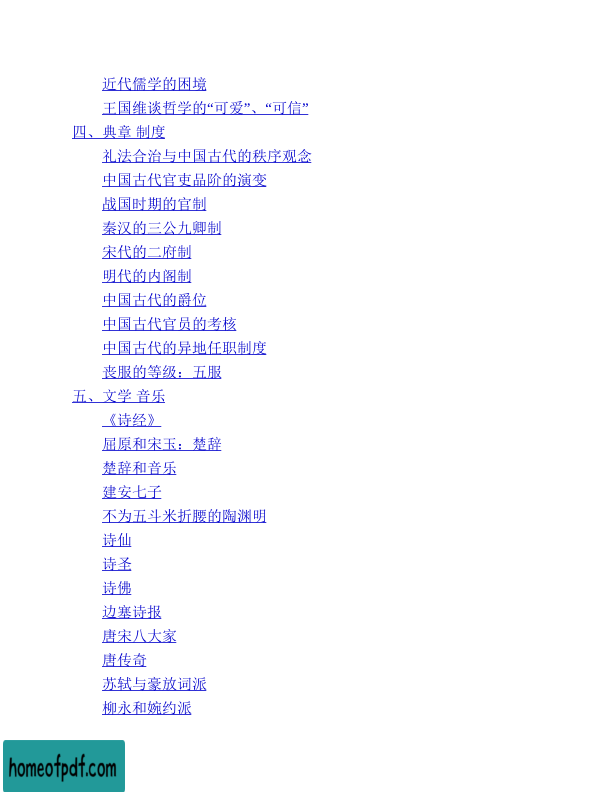 近代儒学的困境
王国维谈哲学的“可爱”、“可信”
四、典章 制度
礼法合治与中国古代的秩序观念
中国古代官吏品阶的演变
战国时期的官制
秦汉的三公九卿制
宋代的二府制
明代的内阁制
中国古代的爵位
中国古代官员的考核
中国古代的异地任职制度
丧服的等级：五服
五、文学 音乐
《诗经》
屈原和宋玉：楚辞
楚辞和音乐
建安七子
不为五斗米折腰的陶渊明
诗仙
诗圣
诗佛
边塞诗报
唐宋八大家
唐传奇
苏轼与豪放词派
柳永和婉约派
homeofpdf.com